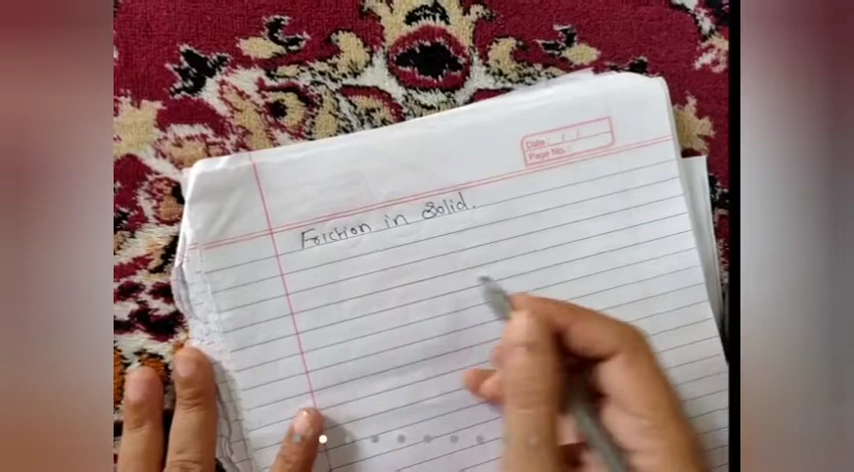 Date: / /
Page No.:
Friction in Solid.